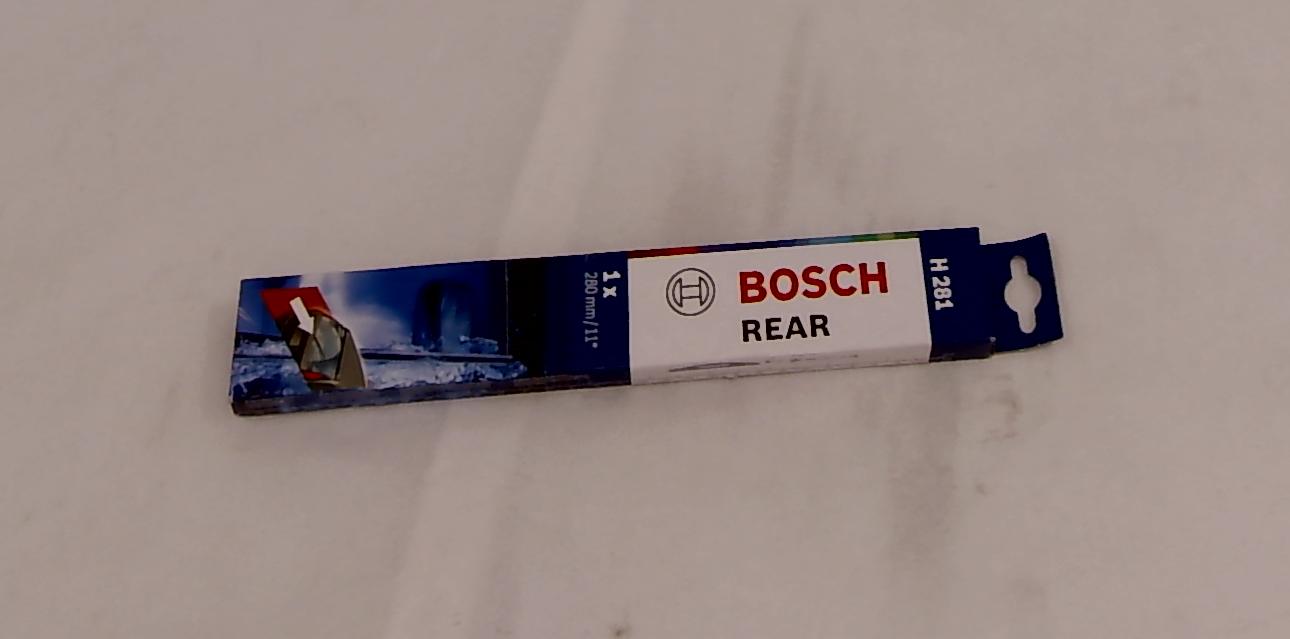 1 x
280 mm/11"
BOSCH
REAR
H 281